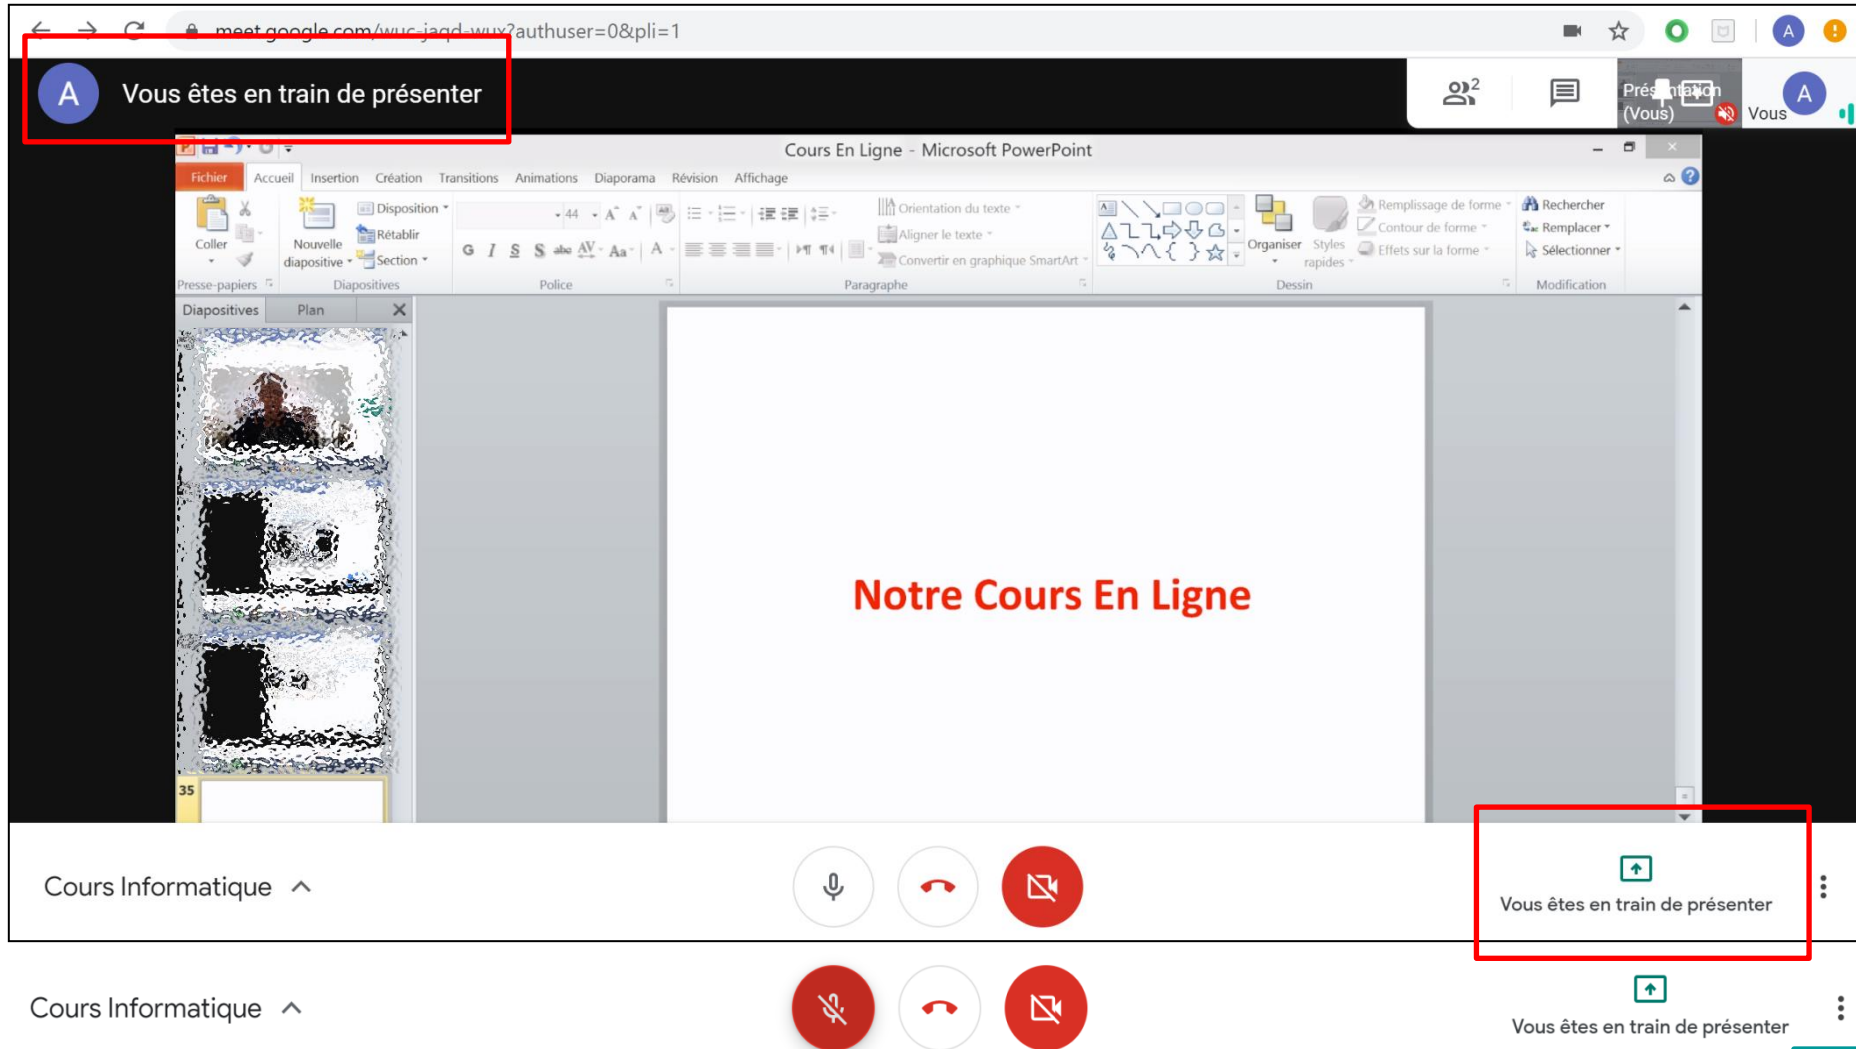 meet.google.com/wuc-jaqd-wux?authuser=0&pli=1
A
A Vous êtes en train de présenter
2
Présentation
(Vous)
Vous
A
Cours En Ligne - Microsoft PowerPoint
Fichier Accueil Insertion Création Transitions Animations Diaporama Révision Affichage
Coller
Nouvelle
diapositive
Disposition
Rétablir
Section
44
G I S S abc AV Aa A
Orientation du texte
Aligner le texte
Convertir en graphique SmartArt
Organiser
Styles
rapides
Remplissage de forme
Contour de forme
Effets sur la forme
Rechercher
Remplacer
Sélectionner
Presse-papiers Diapositives Police Paragraphe Dessin Modification
Diapositives Plan
35
Notre Cours En Ligne
Cours Informatique
Vous êtes en train de présenter
Cours Informatique
Vous êtes en train de présenter